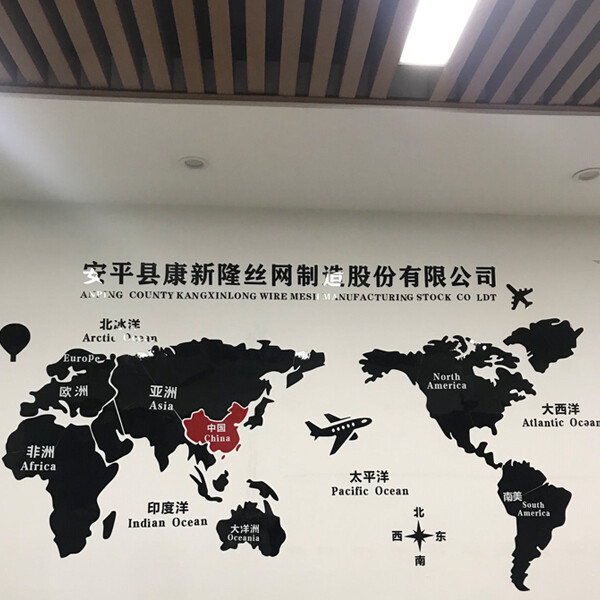 安平县康新隆丝网制造股份有限公司
ANPING COUNTY KANGXINLONG WIRE MESH MANUFACTURING STOCK CO LDT
北冰洋
Arctic Ocean
EuroPe
欧洲
亚洲
Asia
中国
China
North
America
大西洋
Atlantic Ocean
非洲
Africa
太平洋
Pacific Ocean
印度洋
Indian Ocean
大洋洲
Oceania
南美
South
America
北
西
东
南